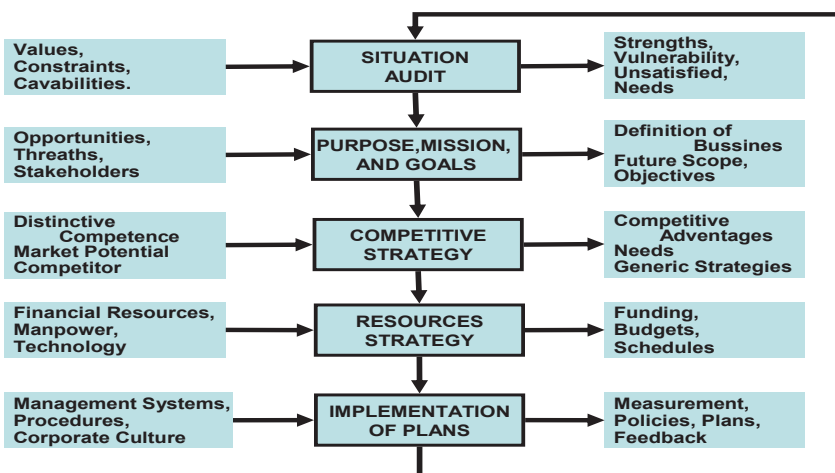 Values,
Constraints,
Cavabilities.
SITUATION
AUDIT
Strengths,
Vulnerability,
Unsatisfied,
Needs
Opportunities,
Threaths,
Stakeholders
PURPOSE,MISSION,
AND GOALS
Definition of
Bussines
Future Scope,
Objectives
Distinctive
Competence
Market Potential
Competitor
COMPETITIVE
STRATEGY
Competitive
Adventages
Needs
Generic Strategies
Financial Resources,
Manpower,
Technology
RESOURCES
STRATEGY
Funding,
Budgets,
Schedules
Management Systems,
Procedures,
Corporate Culture
IMPLEMENTATION
OF PLANS
Measurement,
Policies, Plans,
Feedback